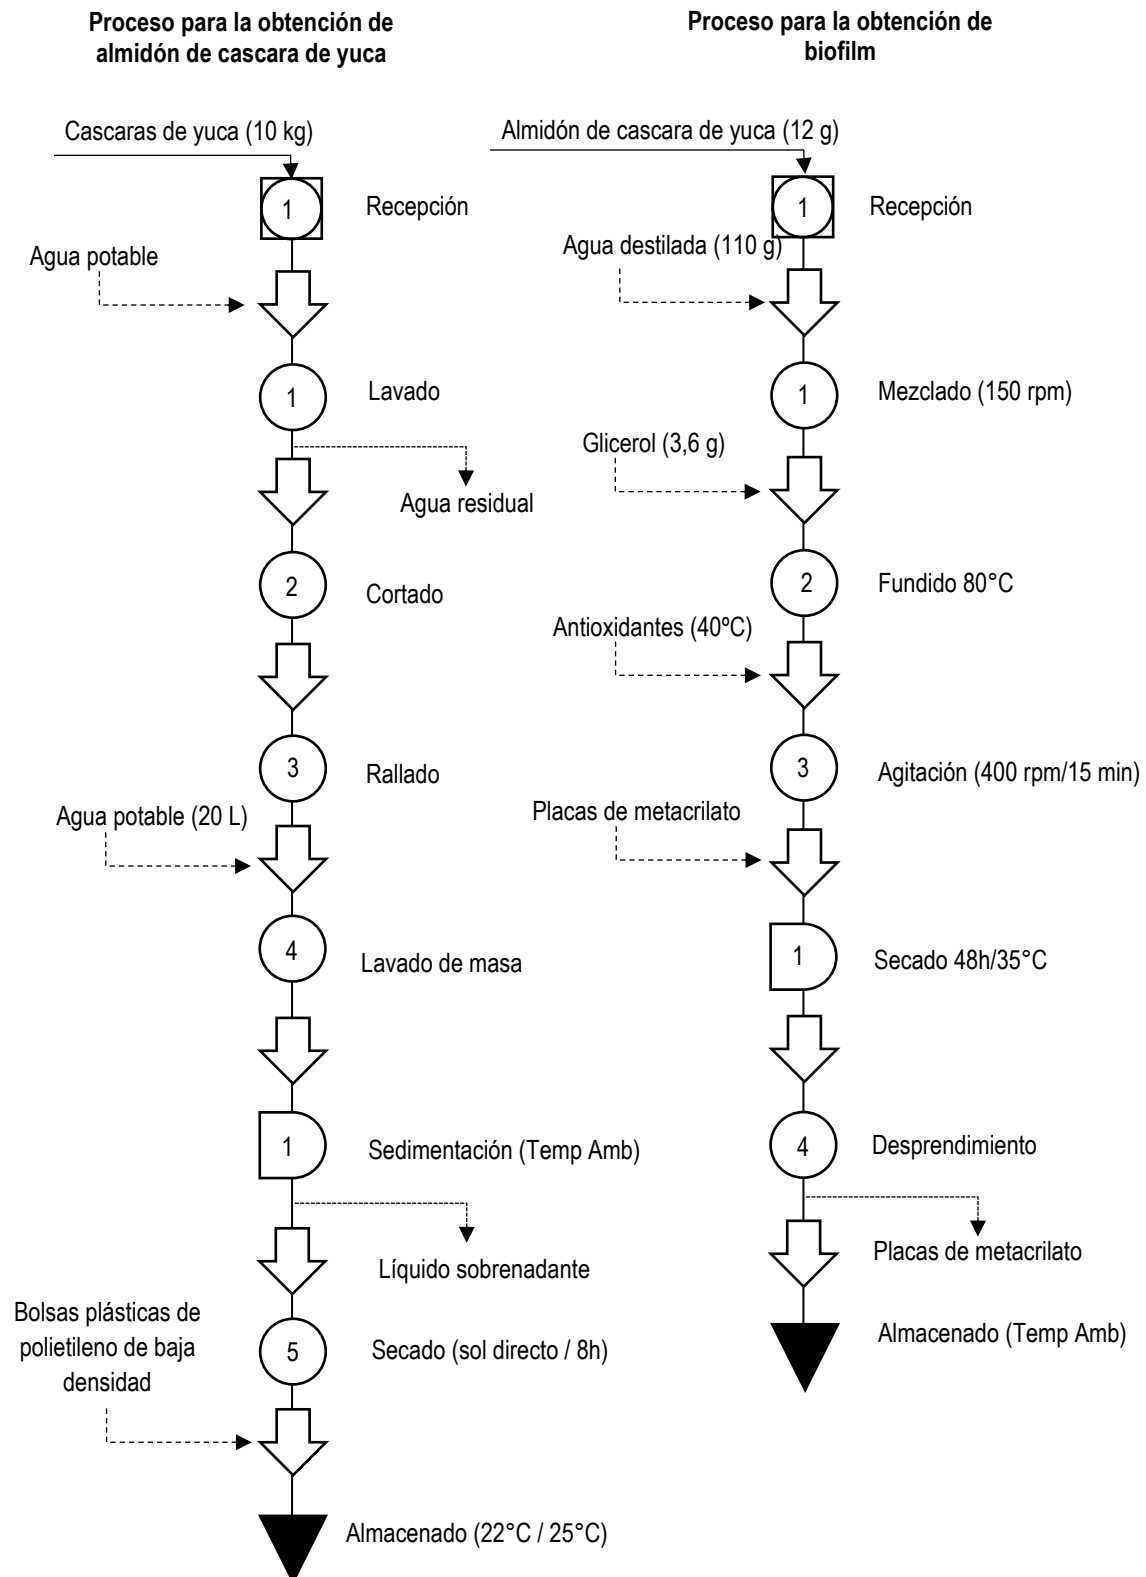 Proceso para la obtención de
almidón de cascara de yuca
Cascaras de yuca (10 kg)
1
Recepción
Agua potable
1
Lavado
Agua residual
2
Cortado
3
Rallado
Agua potable (20 L)
4
Lavado de masa
1
Sedimentación (Temp Amb)
Líquido sobrenadante
Bolsas plásticas de
polietileno de baja
densidad
5
Secado (sol directo / 8h)
Almacenado (22°C / 25°C)
Proceso para la obtención de
biofilm
Almidón de cascara de yuca (12 g)
1
Recepción
Agua destilada (110 g)
1
Mezclado (150 rpm)
Glicerol (3,6 g)
2
Fundido 80°C
Antioxidantes (40ºC)
3
Agitación (400 rpm/15 min)
Placas de metacrilato
1
Secado 48h/35°C
4
Desprendimiento
Placas de metacrilato
Almacenado (Temp Amb)